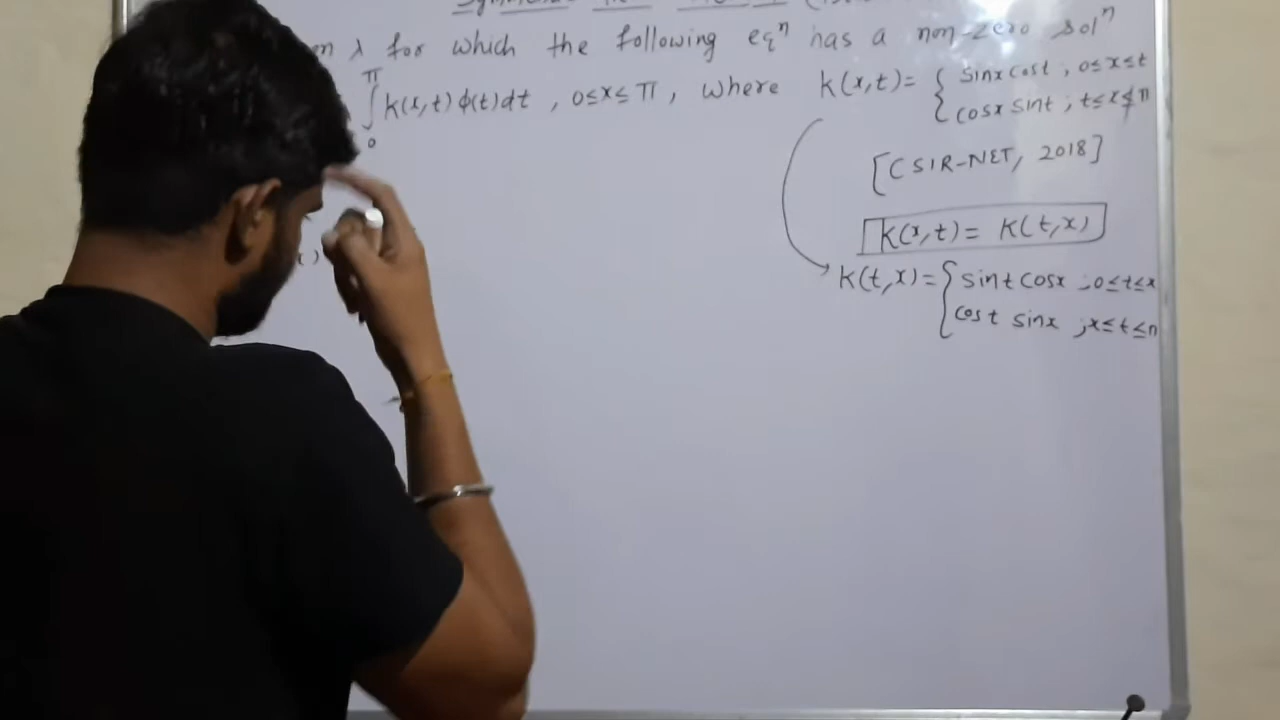 λ for which the following eqⁿ has a non-zero solⁿ
π
∫ K(x,t) φ(t) dt , 0≤x≤π , where K(x,t) = { sinx cost ; 0≤x≤t
0
cosx sint ; t≤x≤π
[CSIR-NET, 2018]
K(x,t) = K(t,x)
K(t,x) = { sint cosx ; 0≤t≤x
cost sinx ; x≤t≤π